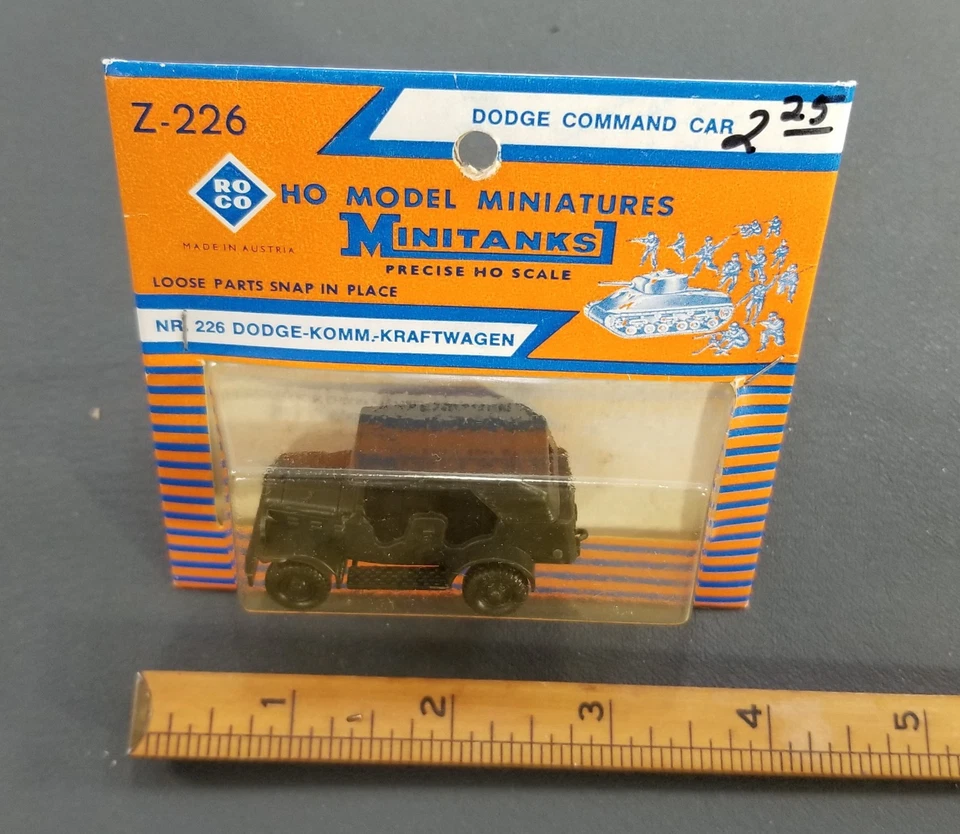 Z-226
DODGE COMMAND CAR
2 25
RO
CO
HO MODEL MINIATURES
MINITANKS
MADE IN AUSTRIA
PRECISE HO SCALE
LOOSE PARTS SNAP IN PLACE
NR. 226 DODGE-KOMM.-KRAFTWAGEN
1 2 3 4 5